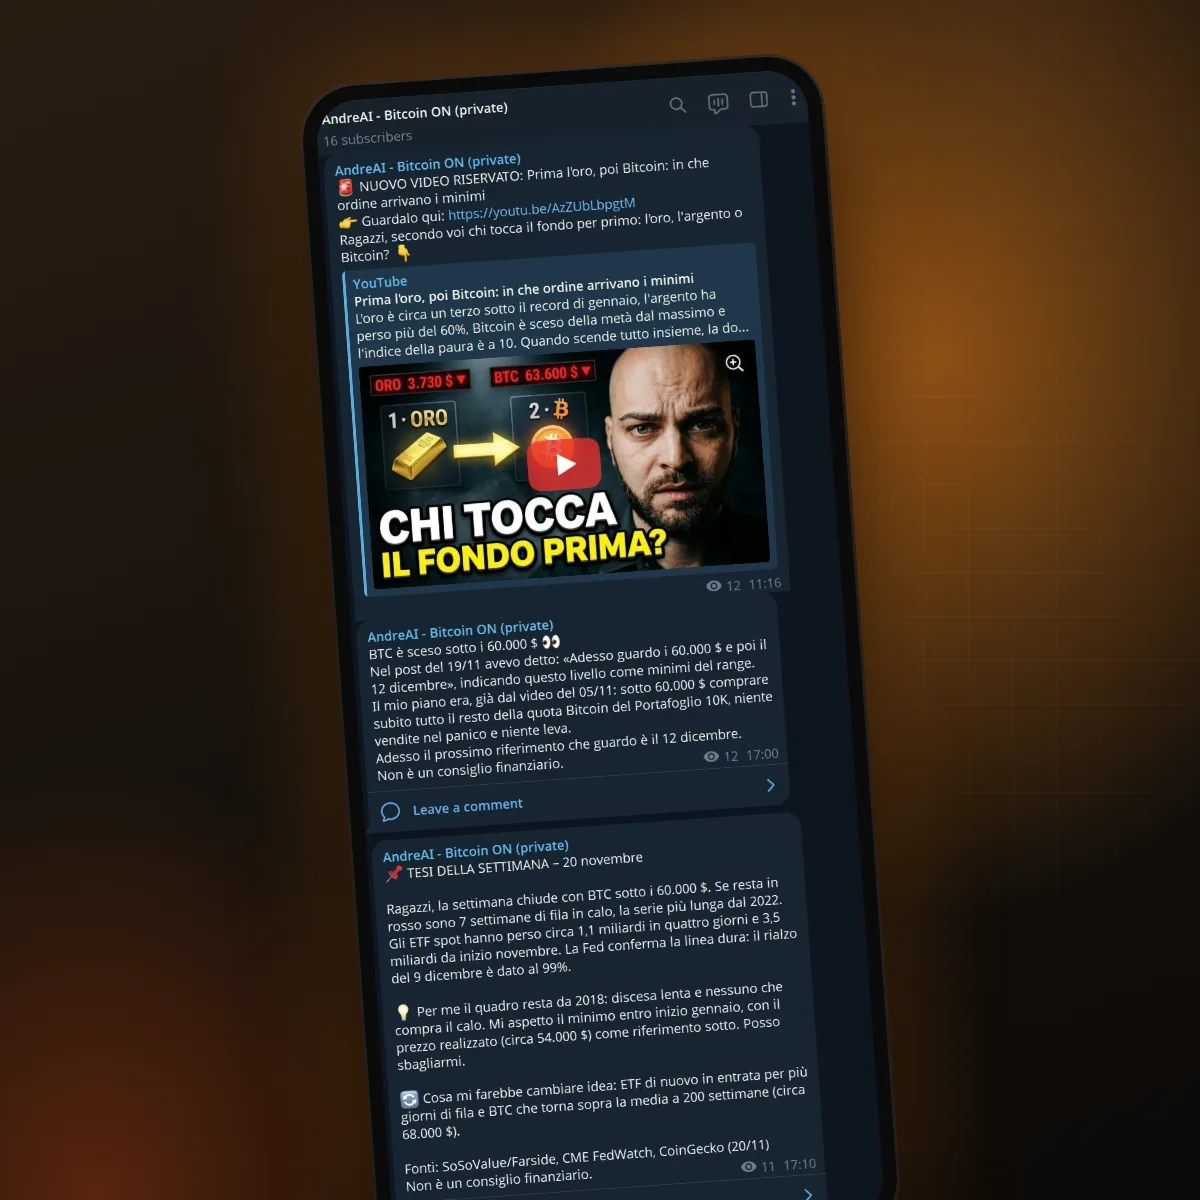 AndreAI - Bitcoin ON (private)
16 subscribers
AndreAI - Bitcoin ON (private)
🚨 NUOVO VIDEO RISERVATO: Prima l'oro, poi Bitcoin: in che
ordine arrivano i minimi
👉 Guardalo qui: https://youtu.be/AzZUbLbpgtM
Ragazzi, secondo voi chi tocca il fondo per primo: l'oro, l'argento o
Bitcoin? 👇
YouTube
Prima l'oro, poi Bitcoin: in che ordine arrivano i minimi
L'oro è circa un terzo sotto il record di gennaio, l'argento ha
perso più del 60%, Bitcoin è sceso della metà dal massimo e
l'indice della paura è a 10. Quando scende tutto insieme, la do...
ORO 3.730 $ ▼
BTC 63.600 $ ▼
1 · ORO
2 · ₿
CHI TOCCA
IL FONDO PRIMA?
12 11:16
AndreAI - Bitcoin ON (private)
BTC è sceso sotto i 60.000 $ 👀
Nel post del 19/11 avevo detto: «Adesso guardo i 60.000 $ e poi il
12 dicembre», indicando questo livello come minimi del range.
Il mio piano era, già dal video del 05/11: sotto 60.000 $ comprare
subito tutto il resto della quota Bitcoin del Portafoglio 10K, niente
vendite nel panico e niente leva.
Adesso il prossimo riferimento che guardo è il 12 dicembre.
Non è un consiglio finanziario.
12 17:00
Leave a comment
AndreAI - Bitcoin ON (private)
📌 TESI DELLA SETTIMANA – 20 novembre
Ragazzi, la settimana chiude con BTC sotto i 60.000 $. Se resta in
rosso sono 7 settimane di fila in calo, la serie più lunga dal 2022.
Gli ETF spot hanno perso circa 1,1 miliardi in quattro giorni e 3,5
miliardi da inizio novembre. La Fed conferma la linea dura: il rialzo
del 9 dicembre è dato al 99%.
💡 Per me il quadro resta da 2018: discesa lenta e nessuno che
compra il calo. Mi aspetto il minimo entro inizio gennaio, con il
prezzo realizzato (circa 54.000 $) come riferimento sotto. Posso
sbagliarmi.
🔄 Cosa mi farebbe cambiare idea: ETF di nuovo in entrata per più
giorni di fila e BTC che torna sopra la media a 200 settimane (circa
68.000 $).
Fonti: SoSoValue/Farside, CME FedWatch, CoinGecko (20/11)
Non è un consiglio finanziario.
11 17:10